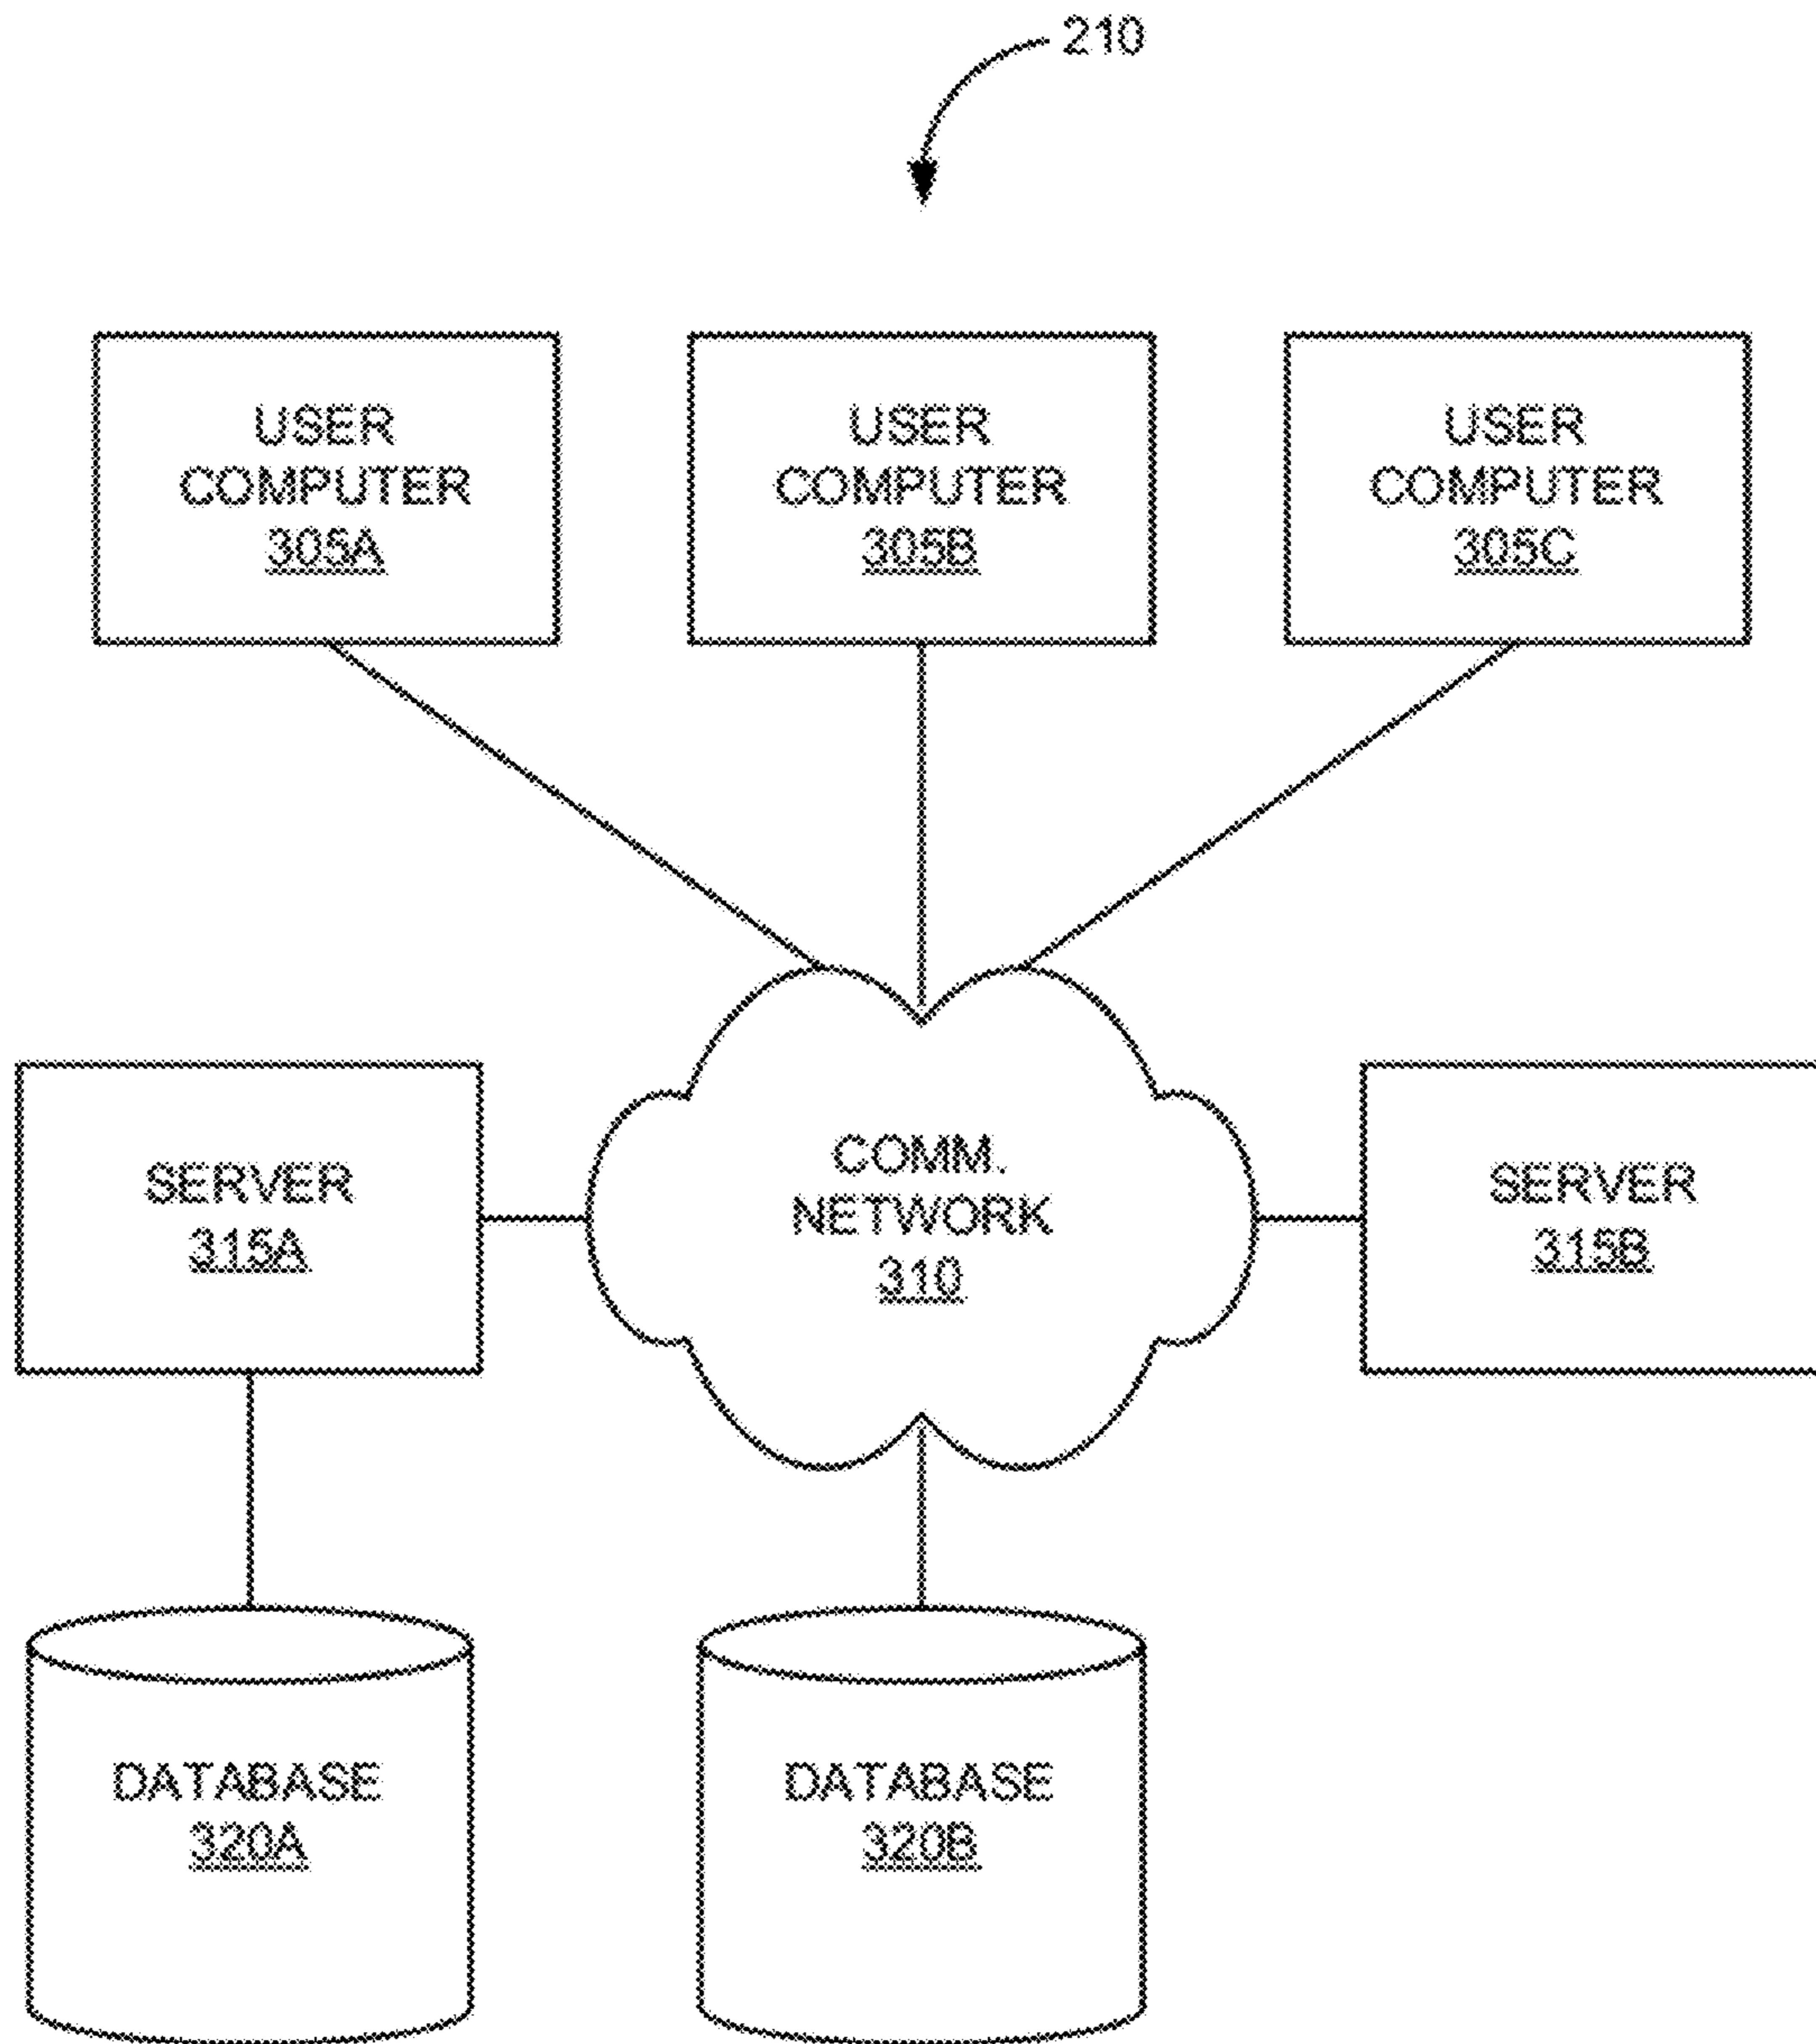 210
USER
COMPUTER
305A
USER
COMPUTER
305B
USER
COMPUTER
305C
SERVER
315A
COMM.
NETWORK
310
SERVER
315B
DATABASE
320A
DATABASE
320B